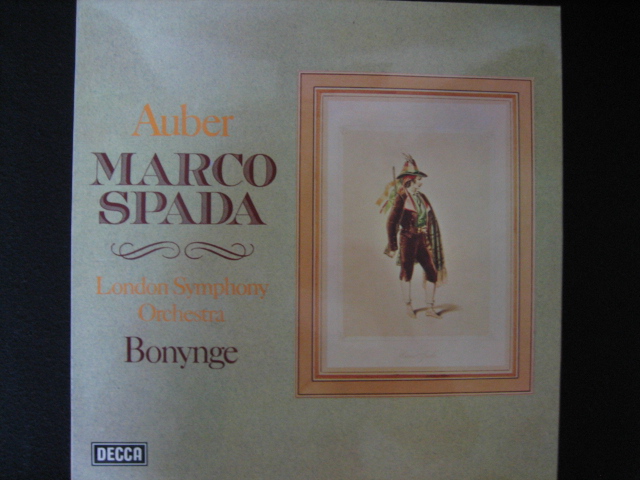 Auber
MARCO
SPADA
London Symphony
Orchestra
Bonynge
DECCA